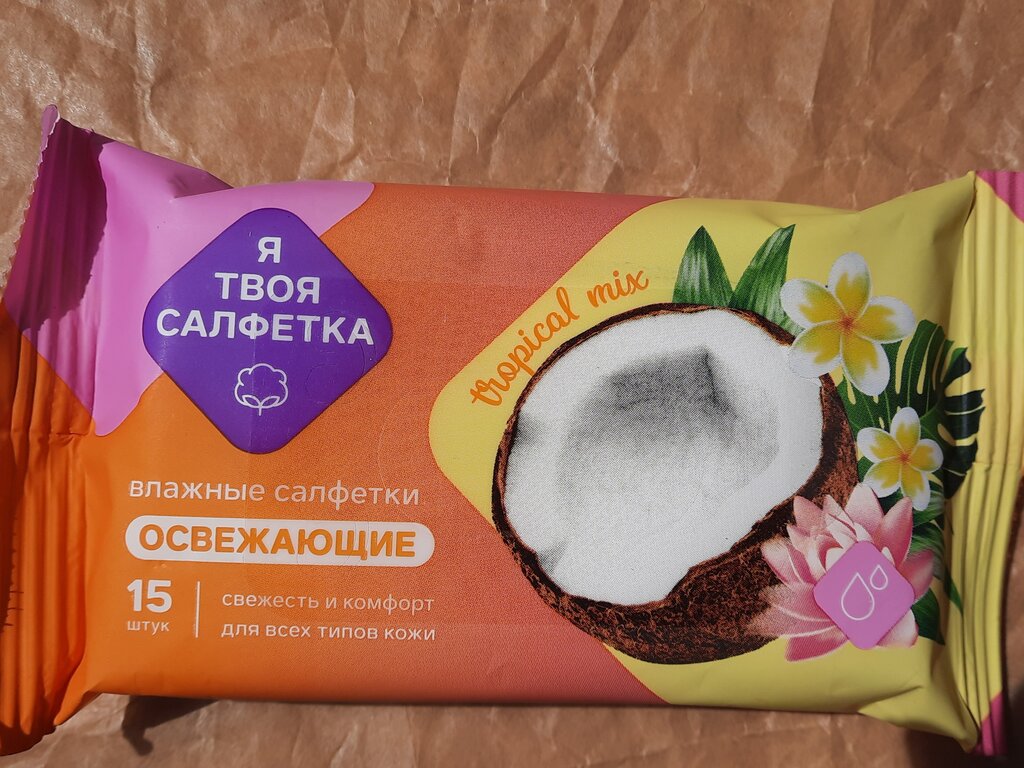 Я
ТВОЯ
САЛФЕТКА
tropical mix
влажные салфетки
ОСВЕЖАЮЩИЕ
15
штук
свежесть и комфорт
для всех типов кожи